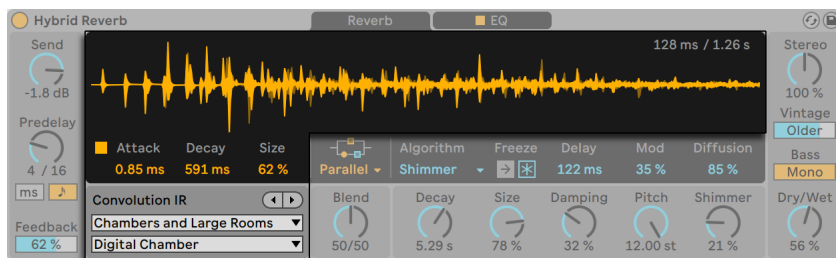 Hybrid Reverb
Reverb
EQ
Send
-1.8 dB
Predelay
4 / 16
ms
Feedback
62 %
128 ms / 1.26 s
Attack Decay Size
0.85 ms 591 ms 62 %
Convolution IR
Chambers and Large Rooms
Digital Chamber
Parallel
Algorithm Freeze Delay Mod Diffusion
Shimmer 122 ms 35 % 85 %
Blend Decay Size Damping Pitch Shimmer
50/50 5.29 s 78 % 32 % 12.00 st 21 %
Stereo
100 %
Vintage
Older
Bass
Mono
Dry/Wet
56 %